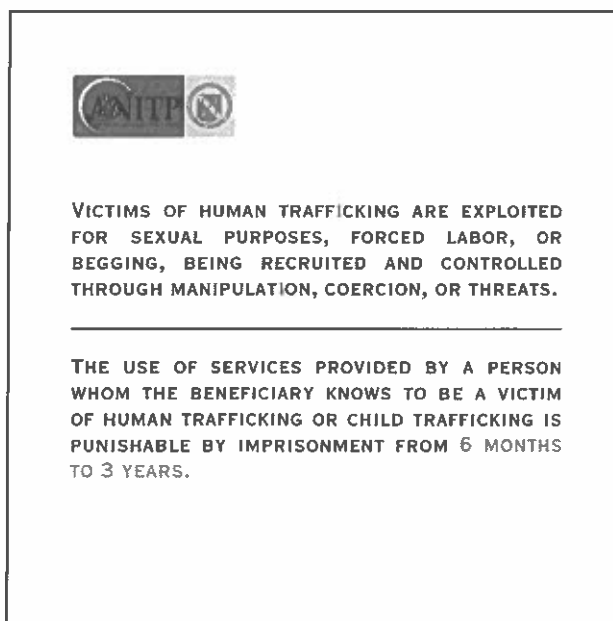 ANITP
VICTIMS OF HUMAN TRAFFICKING ARE EXPLOITED
FOR SEXUAL PURPOSES, FORCED LABOR, OR
BEGGING, BEING RECRUITED AND CONTROLLED
THROUGH MANIPULATION, COERCION, OR THREATS.
THE USE OF SERVICES PROVIDED BY A PERSON
WHOM THE BENEFICIARY KNOWS TO BE A VICTIM
OF HUMAN TRAFFICKING OR CHILD TRAFFICKING IS
PUNISHABLE BY IMPRISONMENT FROM 6 MONTHS
TO 3 YEARS.